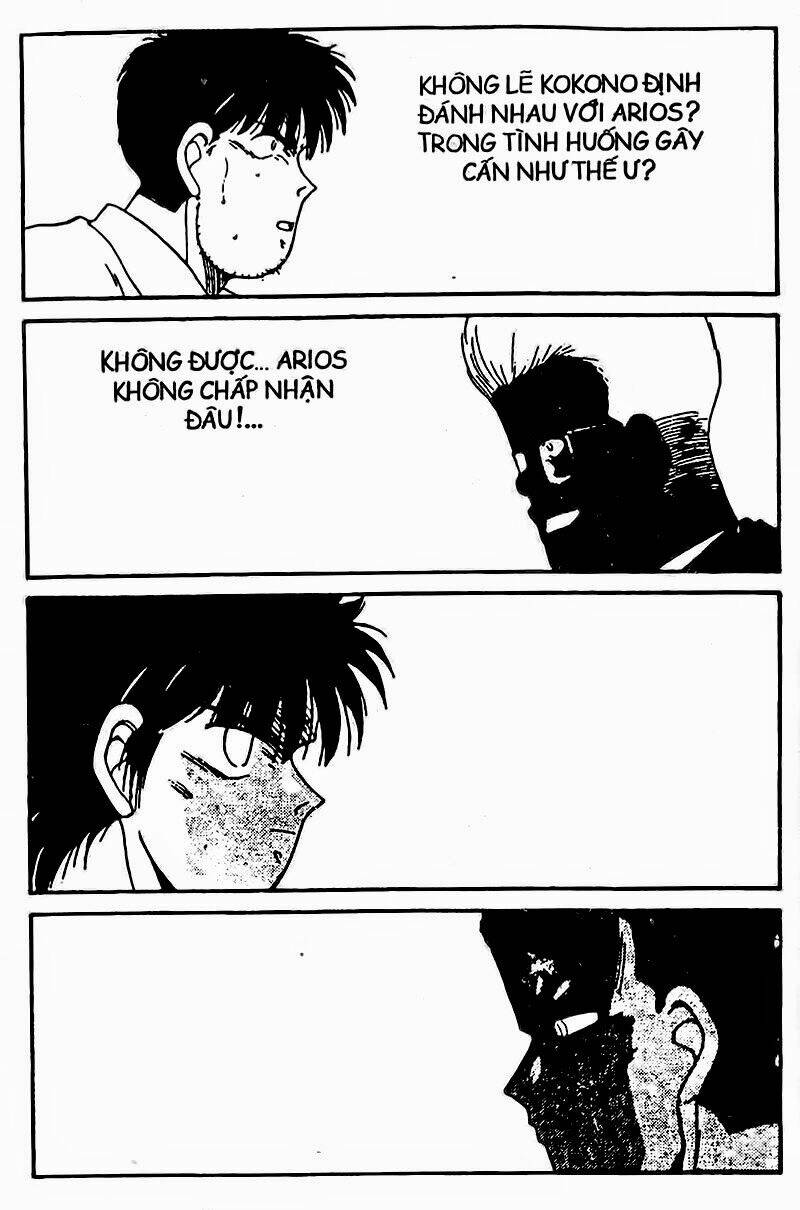 KHÔNG LẼ KOKONO ĐỊNH
ĐÁNH NHAU VỚI ARIOS?
TRONG TÌNH HUỐNG GÂY
CẤN NHƯ THẾ Ư?
KHÔNG ĐƯỢC... ARIOS
KHÔNG CHẤP NHẬN
ĐÂU!...